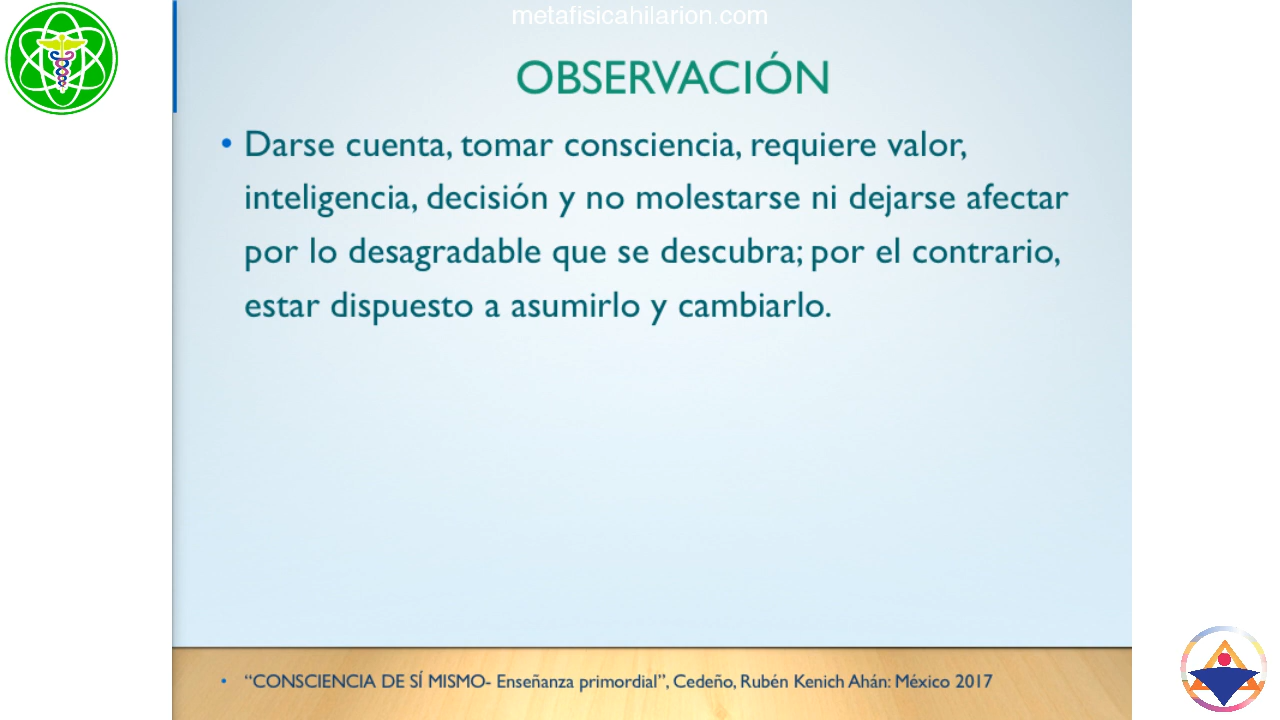 metafisicahilarion.com
OBSERVACIÓN
• Darse cuenta, tomar consciencia, requiere valor,
inteligencia, decisión y no molestarse ni dejarse afectar
por lo desagradable que se descubra; por el contrario,
estar dispuesto a asumirlo y cambiarlo.
• “CONSCIENCIA DE SÍ MISMO- Enseñanza primordial”, Cedeño, Rubén Kenich Ahán: México 2017